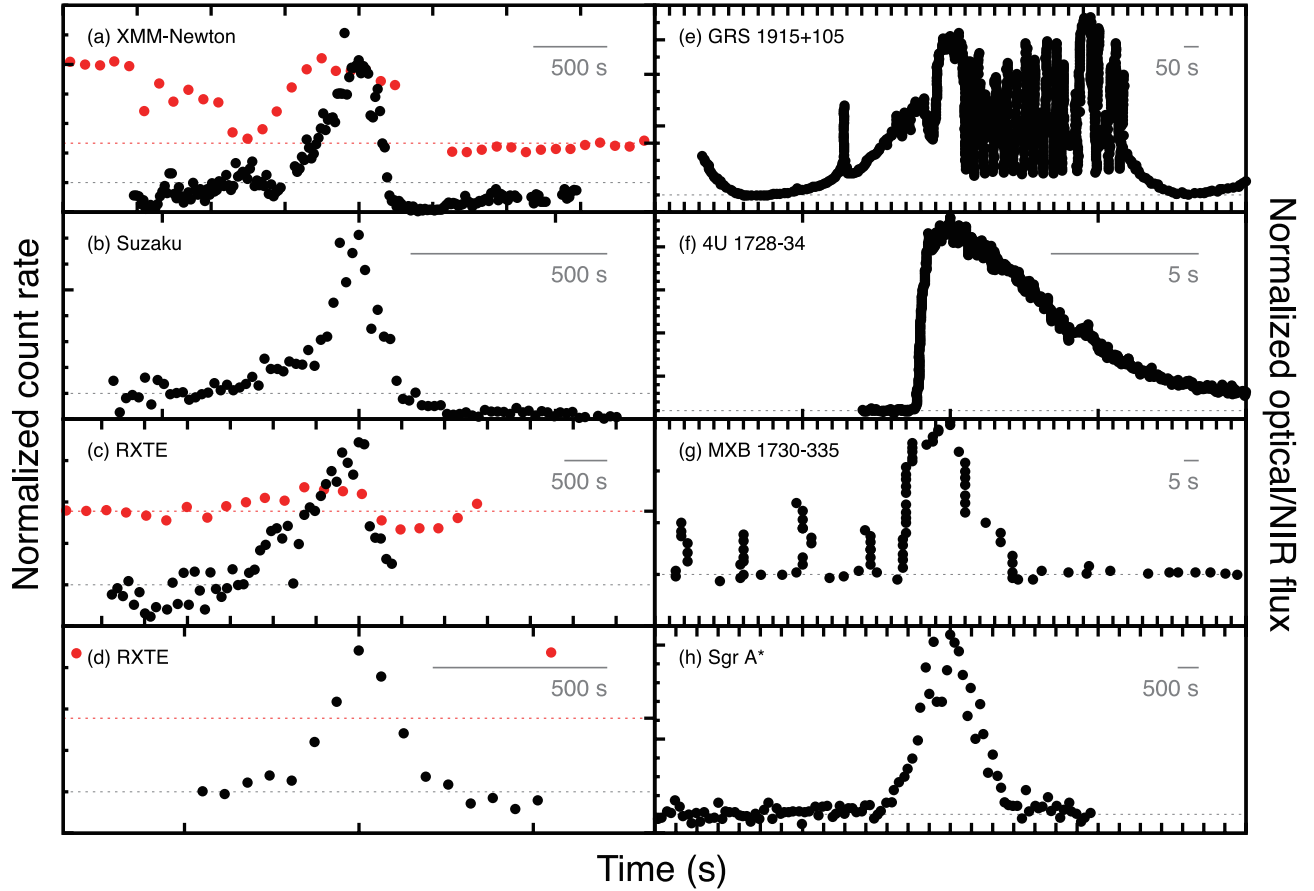 Normalized count rate
(a) XMM-Newton
500 s
(b) Suzaku
500 s
(c) RXTE
500 s
(d) RXTE
500 s
(e) GRS 1915+105
50 s
(f) 4U 1728-34
5 s
(g) MXB 1730-335
5 s
(h) Sgr A*
500 s
Normalized optical/NIR flux
Time (s)